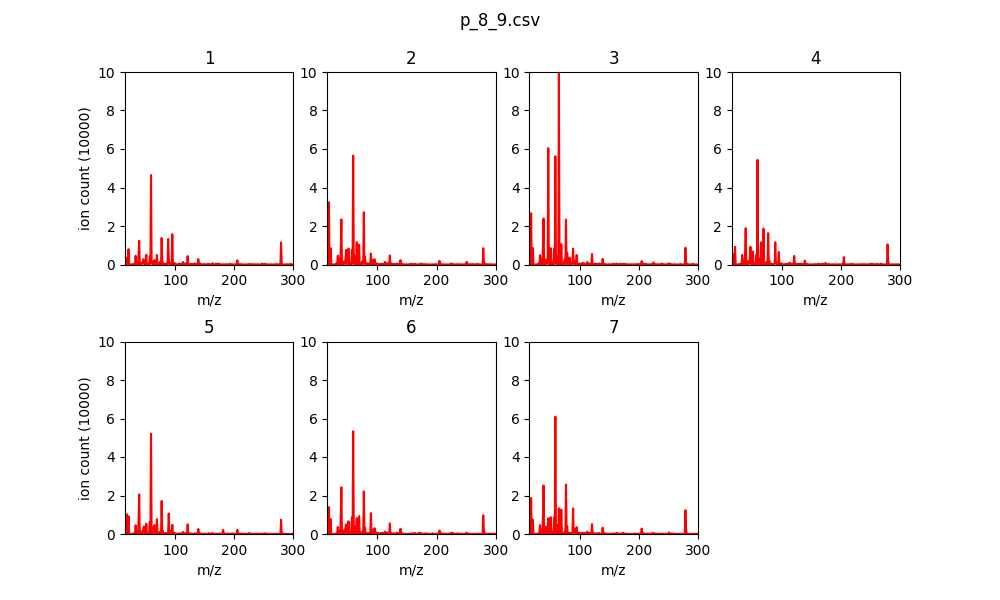 p_8_9.csv
1 2 3 4
ion count (10000)
10 10 10 10
8 8 8 8
6 6 6 6
4 4 4 4
2 2 2 2
0 0 0 0
100 200 300 100 200 300 100 200 300 100 200 300
m/z m/z m/z m/z
5 6 7
ion count (10000)
10 10 10
8 8 8
6 6 6
4 4 4
2 2 2
0 0 0
100 200 300 100 200 300 100 200 300
m/z m/z m/z